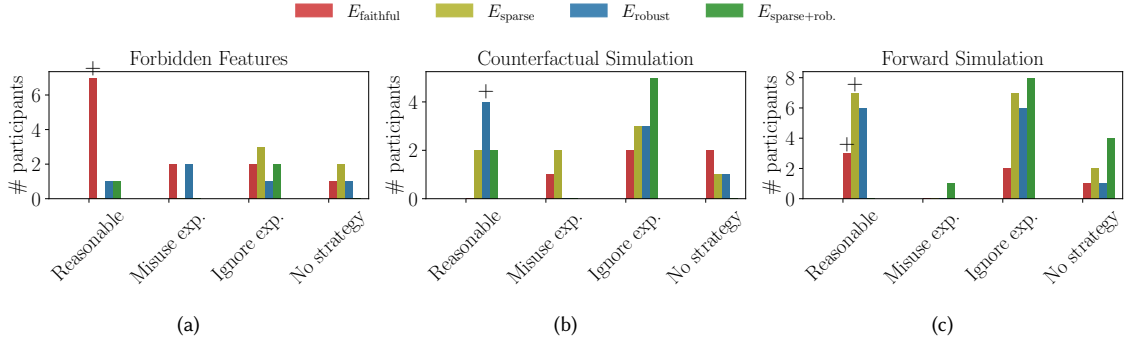 E_faithful E_sparse E_robust E_sparse+rob.
Forbidden Features
# participants
6
4
2
0
Reasonable
Misuse exp.
Ignore exp.
No strategy
(a)
Counterfactual Simulation
# participants
4
2
0
Reasonable
Misuse exp.
Ignore exp.
No strategy
(b)
Forward Simulation
# participants
8
6
4
2
0
Reasonable
Misuse exp.
Ignore exp.
No strategy
(c)